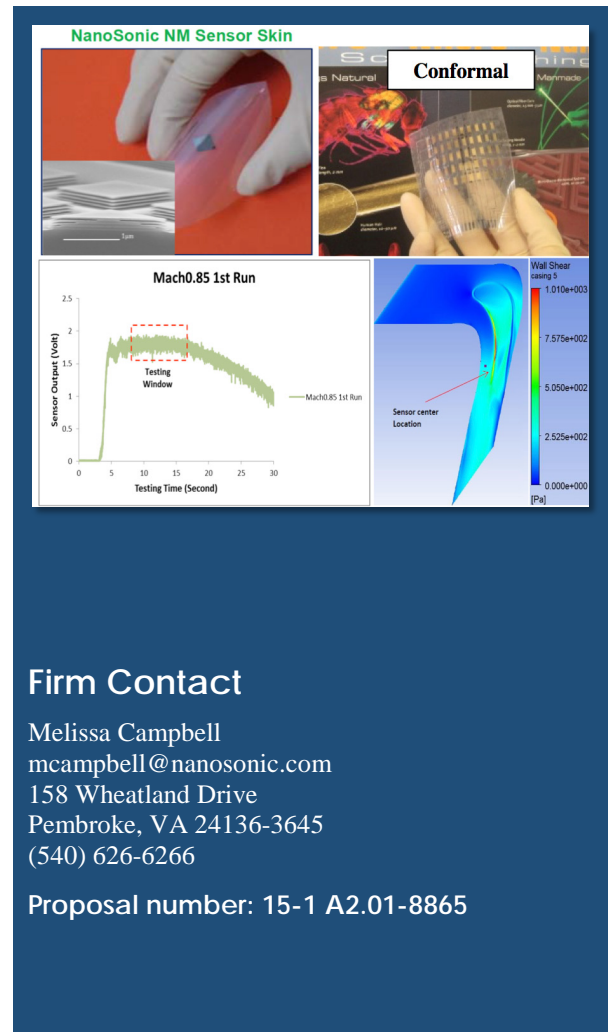 NanoSonic NM Sensor Skin
1µm
Conformal
gs Natural
Manmade
Mach0.85 1st Run
Sensor Output (Volt)
2.5
2
1.5
1
0.5
0
Testing
Window
Mach0.85 1st Run
0 5 10 15 20 25 30
Testing Time (Second)
Wall Shear
casing 5
1.010e+003
7.575e+002
5.050e+002
2.525e+002
0.000e+000
[Pa]
Sensor center
Location
Firm Contact
Melissa Campbell
mcampbell@nanosonic.com
158 Wheatland Drive
Pembroke, VA 24136-3645
(540) 626-6266
Proposal number: 15-1 A2.01-8865